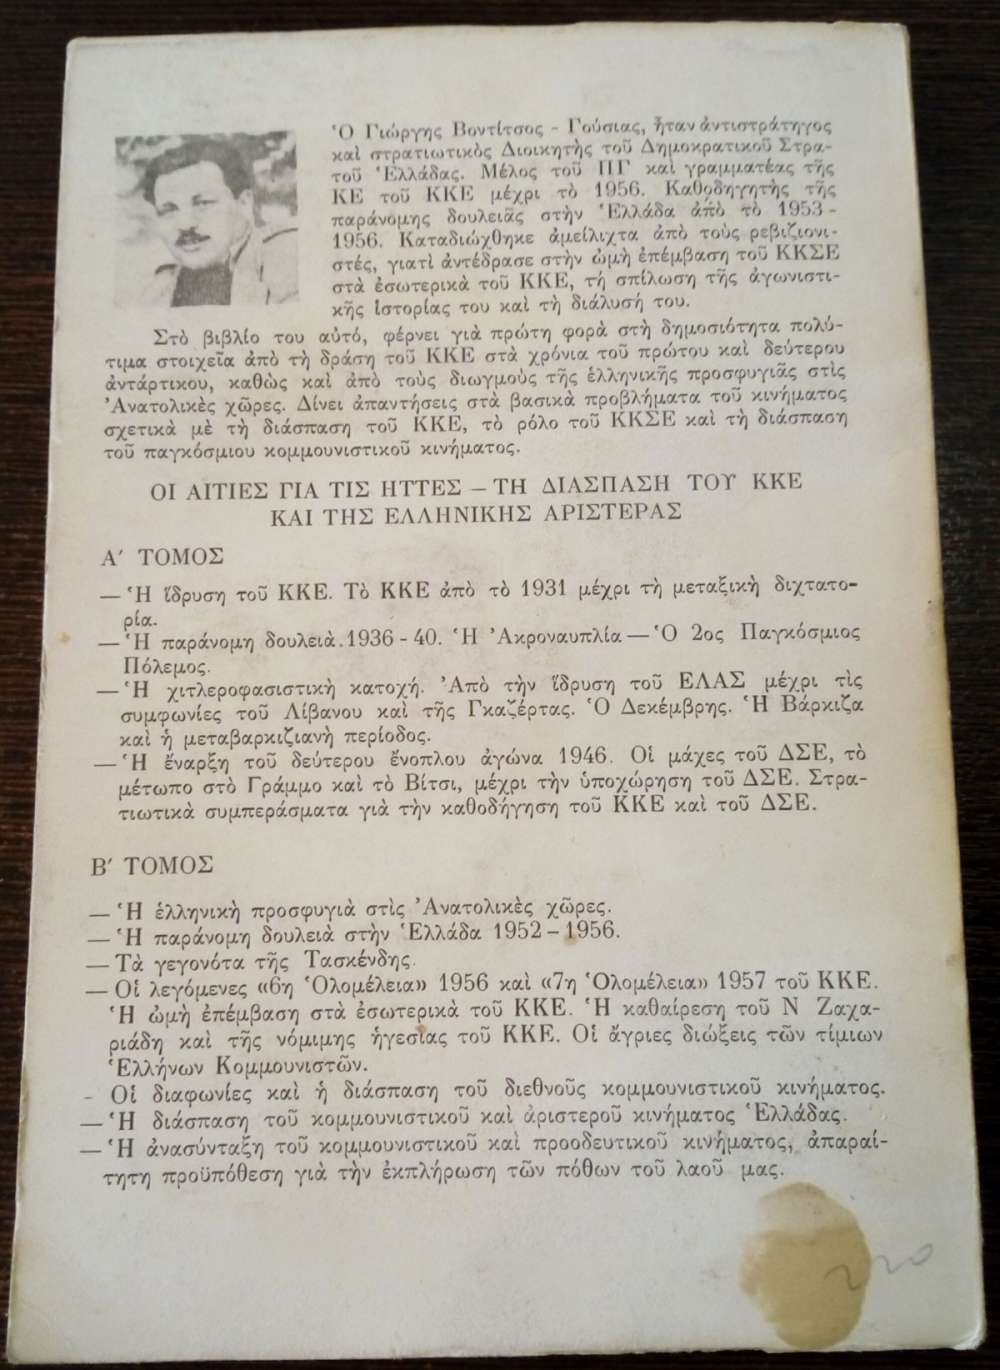 Ὁ Γιώργης Βοντίτσος - Γούσιας, ἦταν ἀντιστράτηγος
καὶ στρατιωτικὸς Διοικητὴς τοῦ Δημοκρατικοῦ Στρα-
τοῦ Ἑλλάδας. Μέλος τοῦ ΠΓ καὶ γραμματέας τῆς
ΚΕ τοῦ ΚΚΕ μέχρι τὸ 1956. Καθοδηγητὴς τῆς
παράνομης δουλειᾶς στὴν Ἑλλάδα ἀπὸ τὸ 1953-
1956. Καταδιώχθηκε ἀμείλιχτα ἀπὸ τοὺς ρεβιζιονι-
στές, γιατὶ ἀντέδρασε στὴν ὠμὴ ἐπέμβαση τοῦ ΚΚΣΕ
στὰ ἐσωτερικὰ τοῦ ΚΚΕ, τή σπίλωση τῆς ἀγωνιστι-
κῆς ἱστορίας του καὶ τὴ διάλυσή του.
Στὸ βιβλίο του αὐτό, φέρνει γιὰ πρώτη φορὰ στὴ δημοσιότητα πολύ-
τιμα στοιχεῖα ἀπὸ τὴ δράση τοῦ ΚΚΕ στὰ χρόνια τοῦ πρώτου καὶ δεύτερου
ἀντάρτικου, καθὼς καὶ ἀπὸ τοὺς διωγμοὺς τῆς ἑλληνικῆς προσφυγιᾶς στὶς
Ἀνατολικὲς χῶρες. Δίνει ἀπαντήσεις στὰ βασικὰ προβλήματα τοῦ κινήματος
σχετικὰ μὲ τὴ διάσπαση τοῦ ΚΚΕ, τὸ ρόλο τοῦ ΚΚΣΕ καὶ τὴ διάσπαση
τοῦ παγκόσμιου κομμουνιστικοῦ κινήματος.
ΟΙ ΑΙΤΙΕΣ ΓΙΑ ΤΙΣ ΗΤΤΕΣ – ΤΗ ΔΙΑΣΠΑΣΗ ΤΟΥ ΚΚΕ
ΚΑΙ ΤΗΣ ΕΛΛΗΝΙΚΗΣ ΑΡΙΣΤΕΡΑΣ
Α′ ΤΟΜΟΣ
— Ἡ ἵδρυση τοῦ ΚΚΕ. Τὸ ΚΚΕ ἀπὸ τὸ 1931 μέχρι τὴ μεταξικὴ διχτατο-
ρία.
— Ἡ παράνομη δουλειὰ 1936 - 40. Ἡ Ἀκροναυπλία — Ὁ 2ος Παγκόσμιος
Πόλεμος.
— Ἡ χιτλεροφασιστικὴ κατοχή. Ἀπὸ τὴν ἵδρυση τοῦ ΕΛΑΣ μέχρι τὶς
συμφωνίες τοῦ Λίβανου καὶ τῆς Γκαζέρτας. Ὁ Δεκέμβρης. Ἡ Βάρκιζα
καὶ ἡ μεταβαρκιζιανὴ περίοδος.
— Ἡ ἔναρξη τοῦ δεύτερου ἔνοπλου ἀγώνα 1946. Οἱ μάχες τοῦ ΔΣΕ, τὸ
μέτωπο στὸ Γράμμο καὶ τὸ Βίτσι, μέχρι τὴν ὑποχώρηση τοῦ ΔΣΕ. Στρα-
τιωτικὰ συμπεράσματα γιὰ τὴν καθοδήγηση τοῦ ΚΚΕ καὶ τοῦ ΔΣΕ.
Β′ ΤΟΜΟΣ
— Ἡ ἑλληνικὴ προσφυγιὰ στὶς Ἀνατολικὲς χῶρες.
— Ἡ παράνομη δουλειὰ στὴν Ἑλλάδα 1952 – 1956.
— Τὰ γεγονότα τῆς Τασκένδης.
— Οἱ λεγόμενες «6η Ὁλομέλεια» 1956 καὶ «7η Ὁλομέλεια» 1957 τοῦ ΚΚΕ.
Ἡ ὠμὴ ἐπέμβαση στὰ ἐσωτερικὰ τοῦ ΚΚΕ. Ἡ καθαίρεση τοῦ Ν Ζαχα-
ριάδη καὶ τῆς νόμιμης ἡγεσίας τοῦ ΚΚΕ. Οἱ ἄγριες διώξεις τῶν τίμιων
Ἑλλήνων Κομμουνιστῶν.
- Οἱ διαφωνίες καὶ ἡ διάσπαση τοῦ διεθνοῦς κομμουνιστικοῦ κινήματος.
— Ἡ διάσπαση τοῦ κομμουνιστικοῦ καὶ ἀριστεροῦ κινήματος Ἑλλάδας.
— Ἡ ἀνασύνταξη τοῦ κομμουνιστικοῦ καὶ προοδευτικοῦ κινήματος, ἀπαραί-
τητη προϋπόθεση γιὰ τὴν ἐκπλήρωση τῶν πόθων τοῦ λαοῦ μας.
220